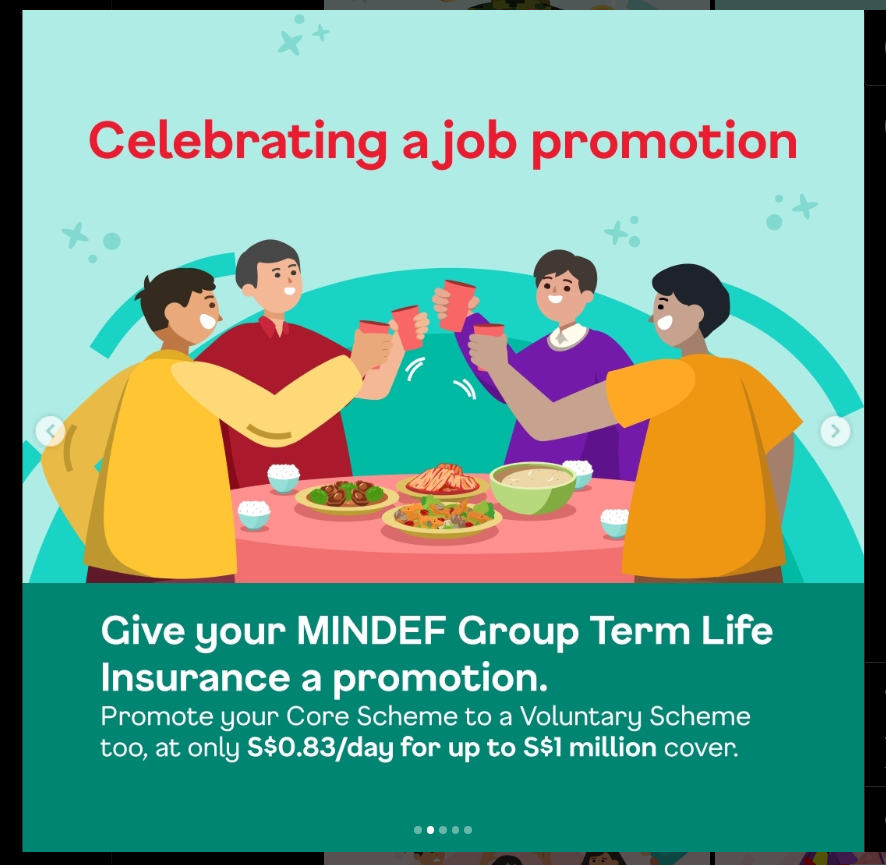 Celebrating a job promotion
Give your MINDEF Group Term Life
Insurance a promotion.
Promote your Core Scheme to a Voluntary Scheme
too, at only S$0.83/day for up to S$1 million cover.